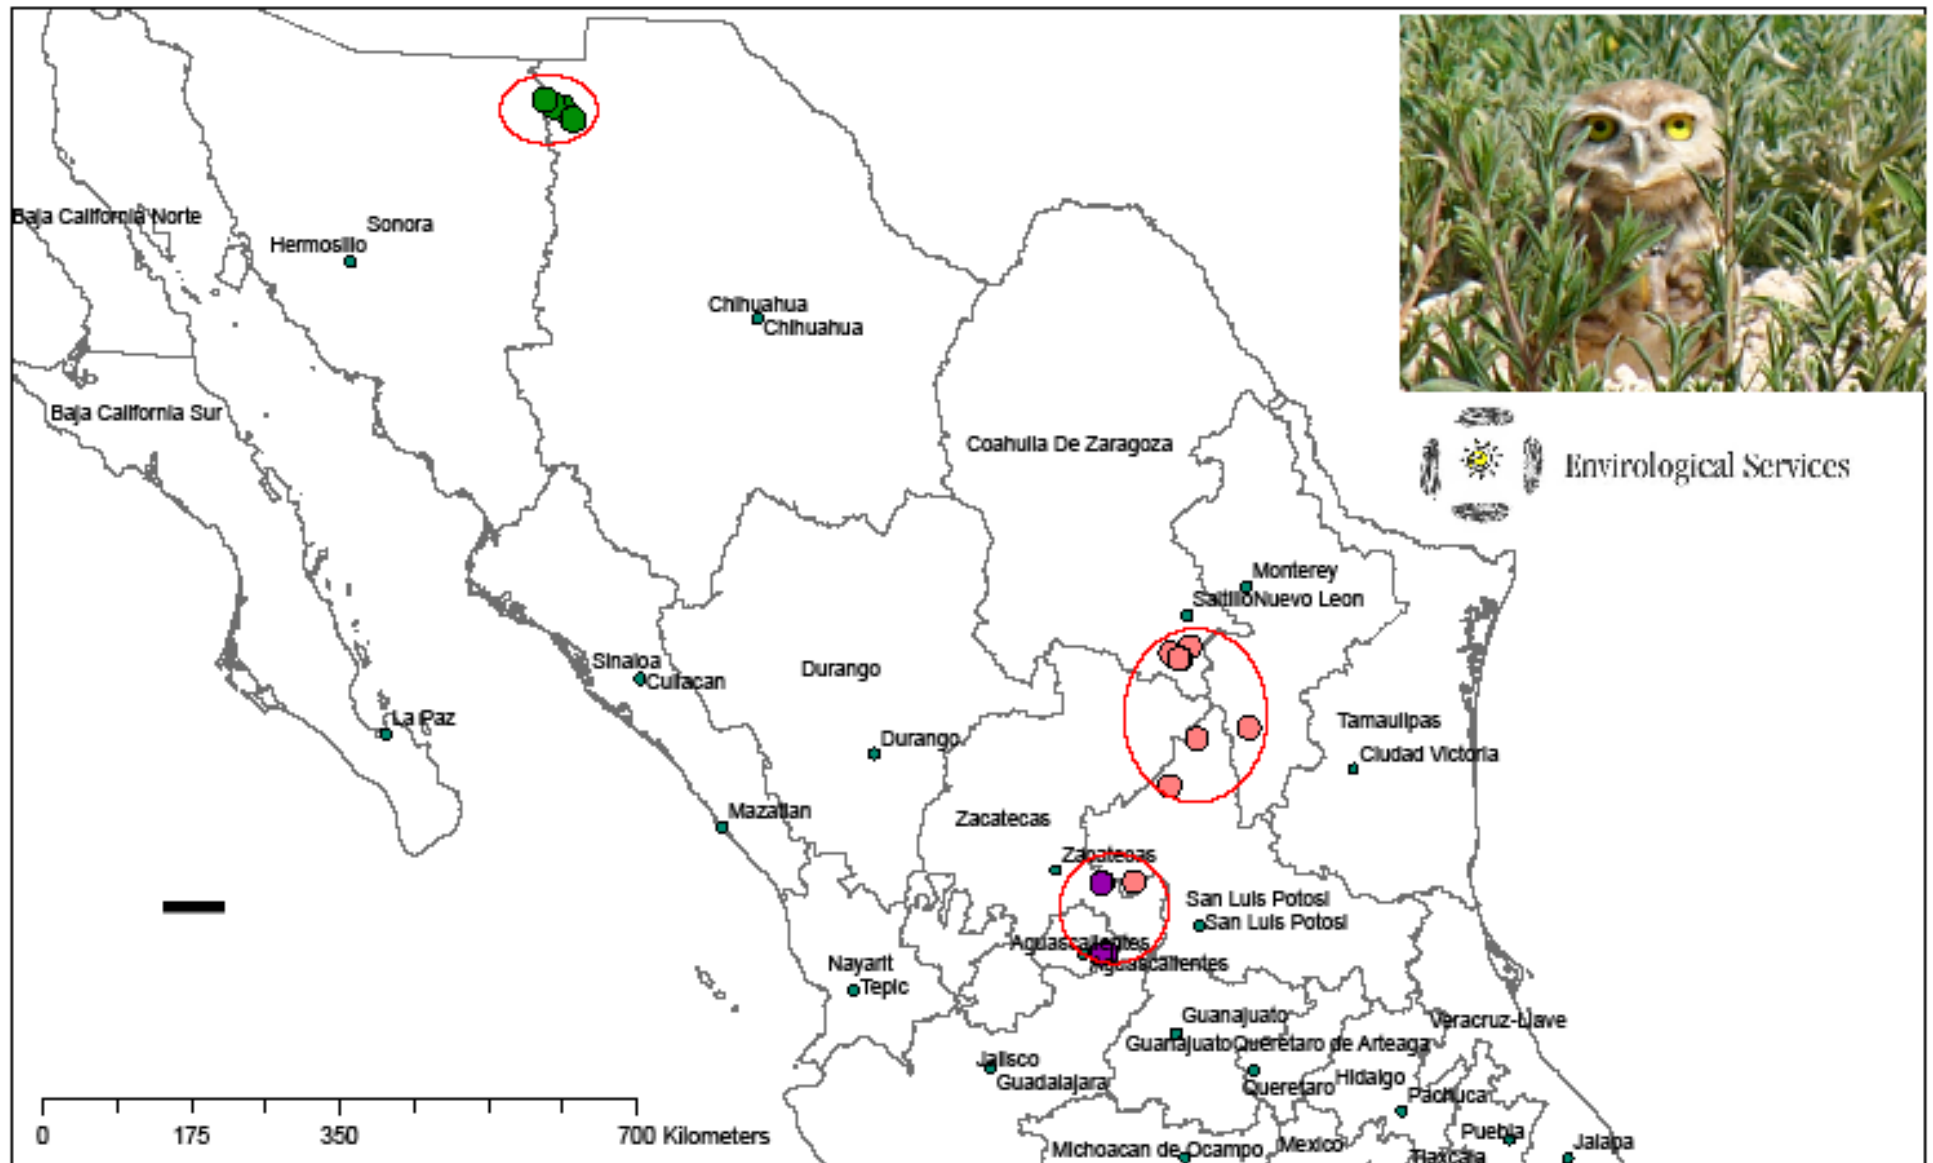 Baja California Norte
Sonora
Hermosillo
Chihuahua
Chihuahua
Baja California Sur
Coahuila De Zaragoza
Envirological Services
Monterey
Saltillo
Nuevo Leon
Sinaloa
Culiacan
Durango
La Paz
Durango
Tamaulipas
Ciudad Victoria
Mazatlan
Zacatecas
Zacatecas
San Luis Potosi
San Luis Potosi
Aguascalientes
Aguascalientes
Nayarit
Tepic
Guanajuato
Veracruz-Llave
Guanajuato
Queretaro de Arteaga
Jalisco
Guadalajara
Queretaro
Hidalgo
Pachuca
0 175 350 700 Kilometers
Michoacan de Ocampo
Mexico
Puebla
Tlaxcala
Jalapa